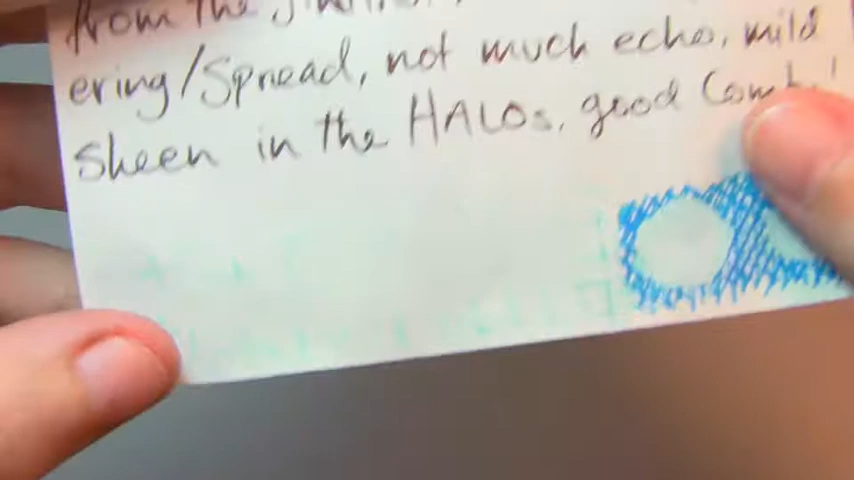 from the
ering/Spread, not much echo, mild
sheen in the HALOs, good